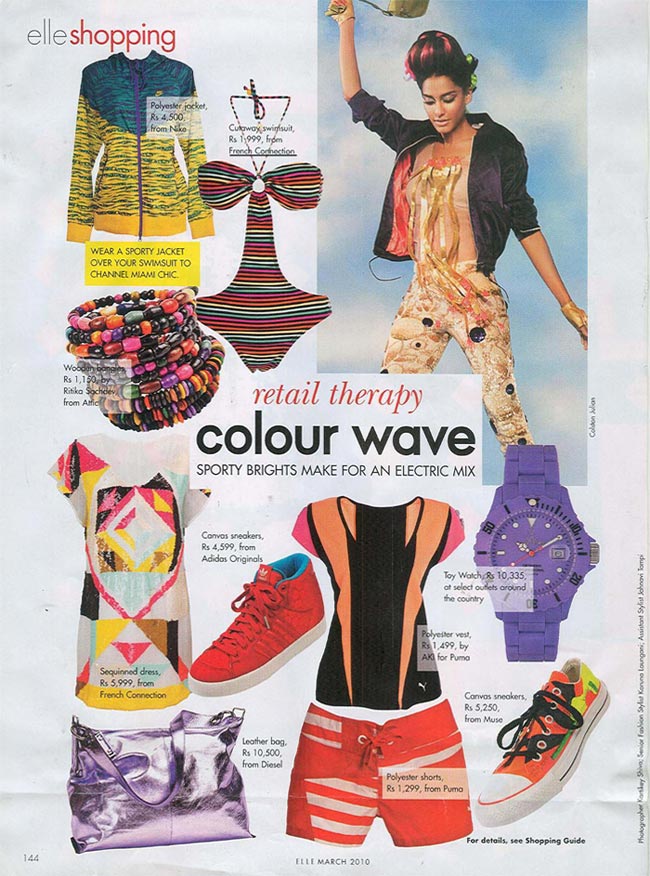 elleshopping
Polyester jacket,
Rs 4,500,
from Nike
Cutaway swimsuit,
Rs 1,999, from
French Connection
WEAR A SPORTY JACKET
OVER YOUR SWIMSUIT TO
CHANNEL MIAMI CHIC.
Wooden bangles,
Rs 1,150, by
Ritika Sachdev,
from Attic
retail therapy
colour wave
SPORTY BRIGHTS MAKE FOR AN ELECTRIC MIX
Colston Julian
Canvas sneakers,
Rs 4,599, from
Adidas Originals
Toy Watch, Rs 10,335,
at select outlets around
the country
Polyester vest,
Rs 1,499, by
AKI for Puma
Sequinned dress,
Rs 5,999, from
French Connection
Canvas sneakers,
Rs 5,250,
from Muse
Leather bag,
Rs 10,500,
from Diesel
Polyester shorts,
Rs 1,299, from Puma
For details, see Shopping Guide
Photographer Senior Fashion Stylist Karuna Laungani; Assistant Stylist Jahnavi
144
ELLE MARCH 2010